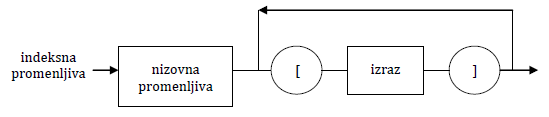 indeksna
promenljiva
nizovna
promenljiva
[
izraz
]